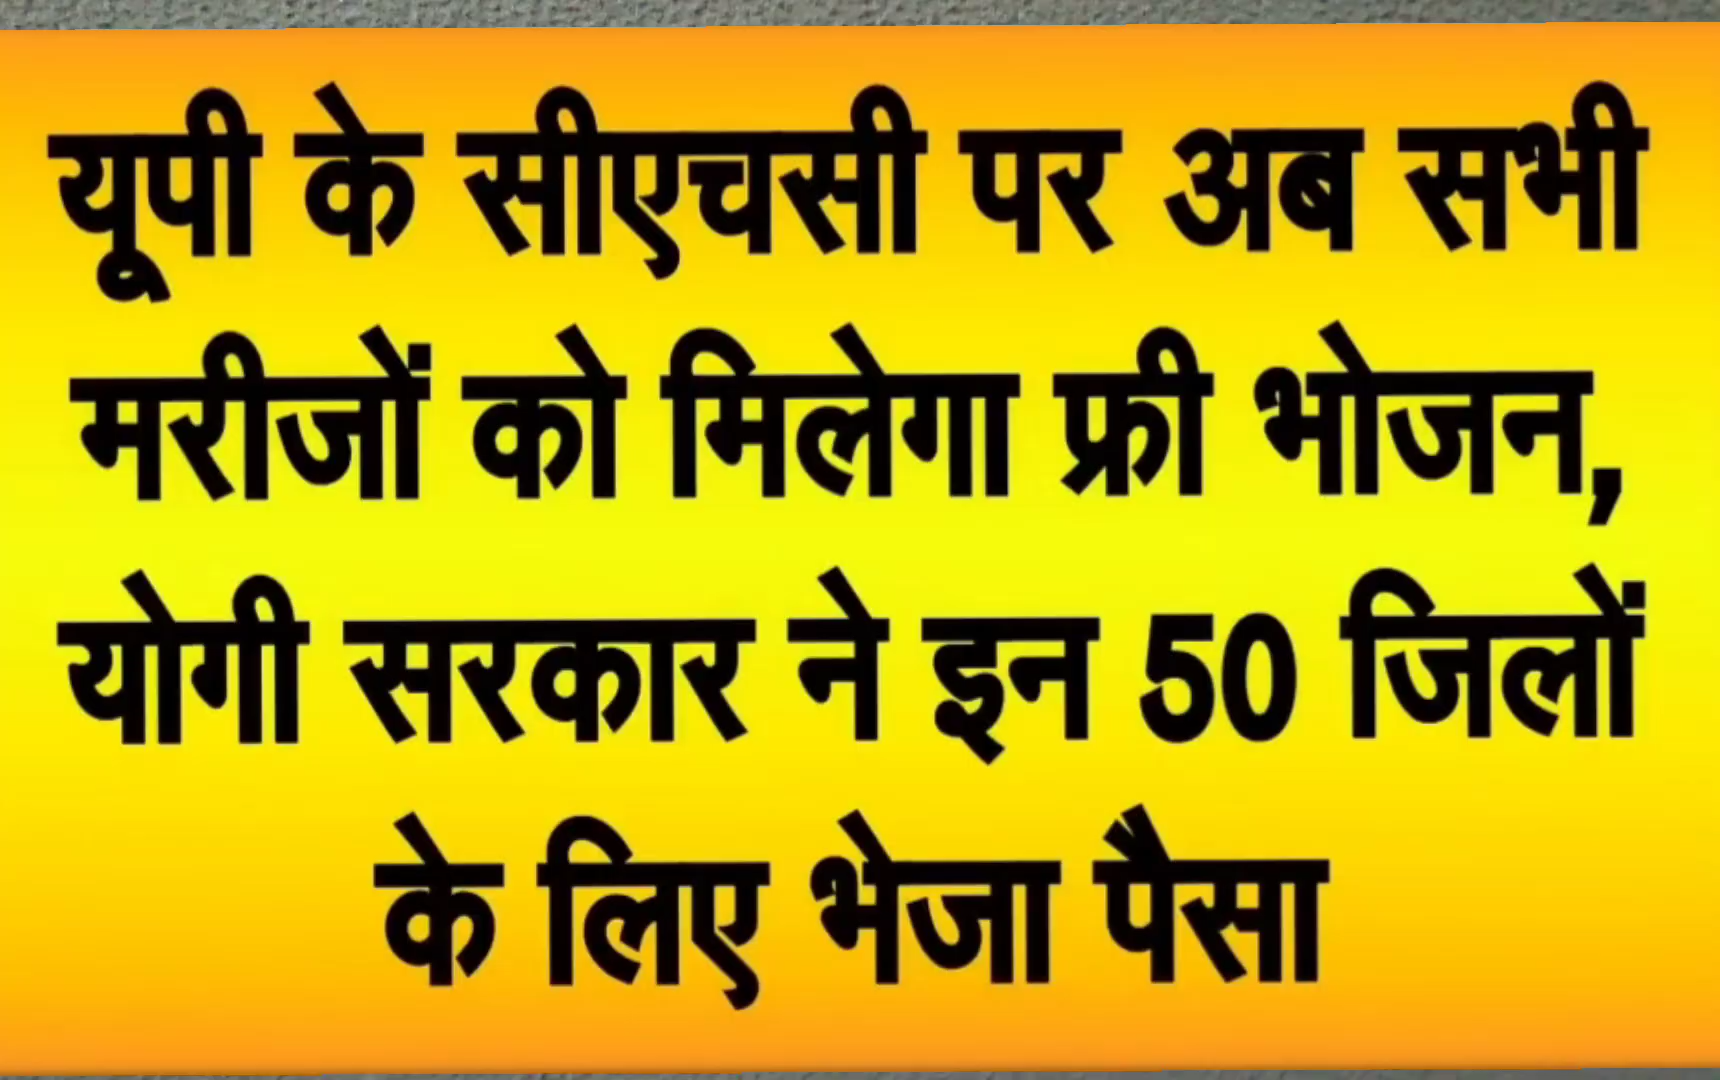 यूपी के सीएचसी पर अब सभी
मरीजों को मिलेगा फ्री भोजन,
योगी सरकार ने इन 50 जिलों
के लिए भेजा पैसा